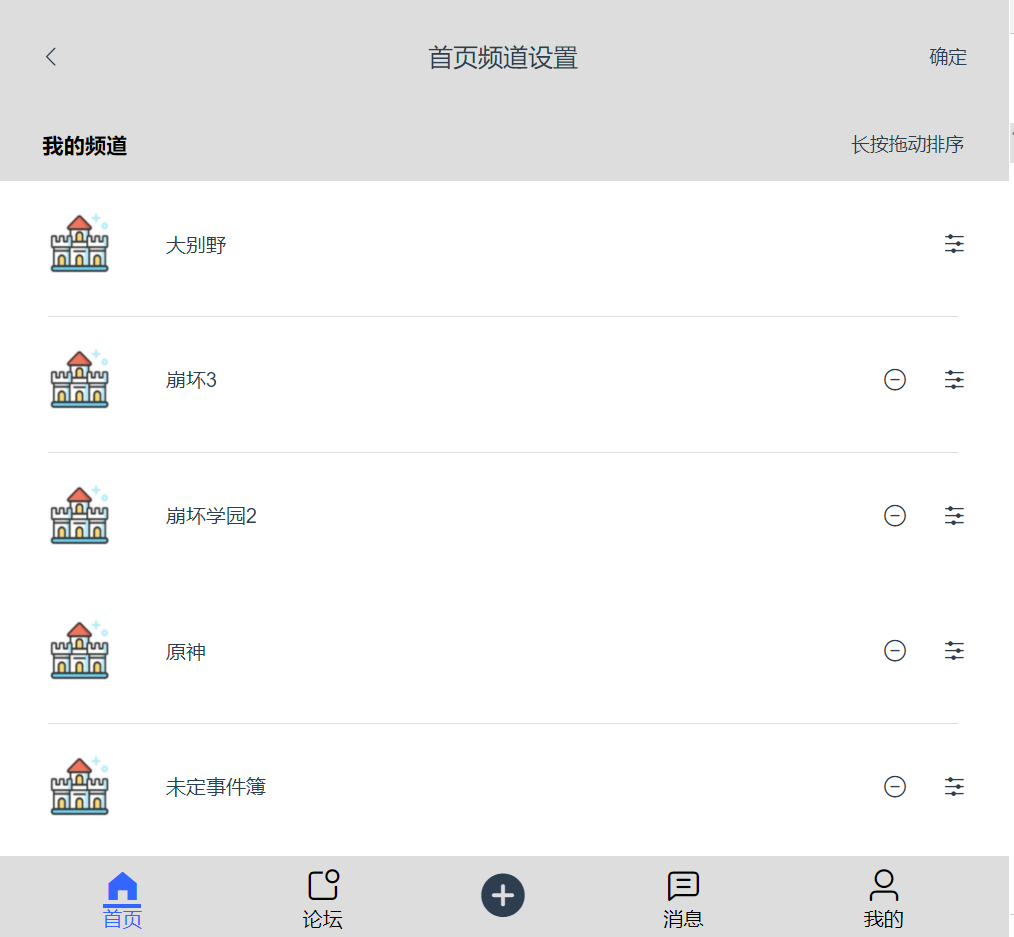 首页频道设置
确定
我的频道
长按拖动排序
大别野
崩坏3
崩坏学园2
原神
未定事件簿
首页
论坛
消息
我的